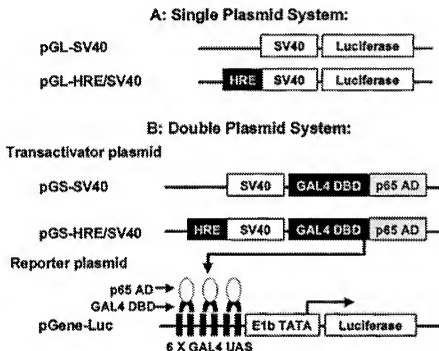 A: Single Plasmid System:
pGL-SV40
SV40 Luciferase
pGL-HRE/SV40
HRE SV40 Luciferase
B: Double Plasmid System:
Transactivator plasmid
pGS-SV40
SV40 GAL4 DBD p65 AD
pGS-HRE/SV40
HRE SV40 GAL4 DBD p65 AD
Reporter plasmid
p65 AD
GAL4 DBD
pGene-Luc
E1b TATA Luciferase
6 X GAL4 UAS